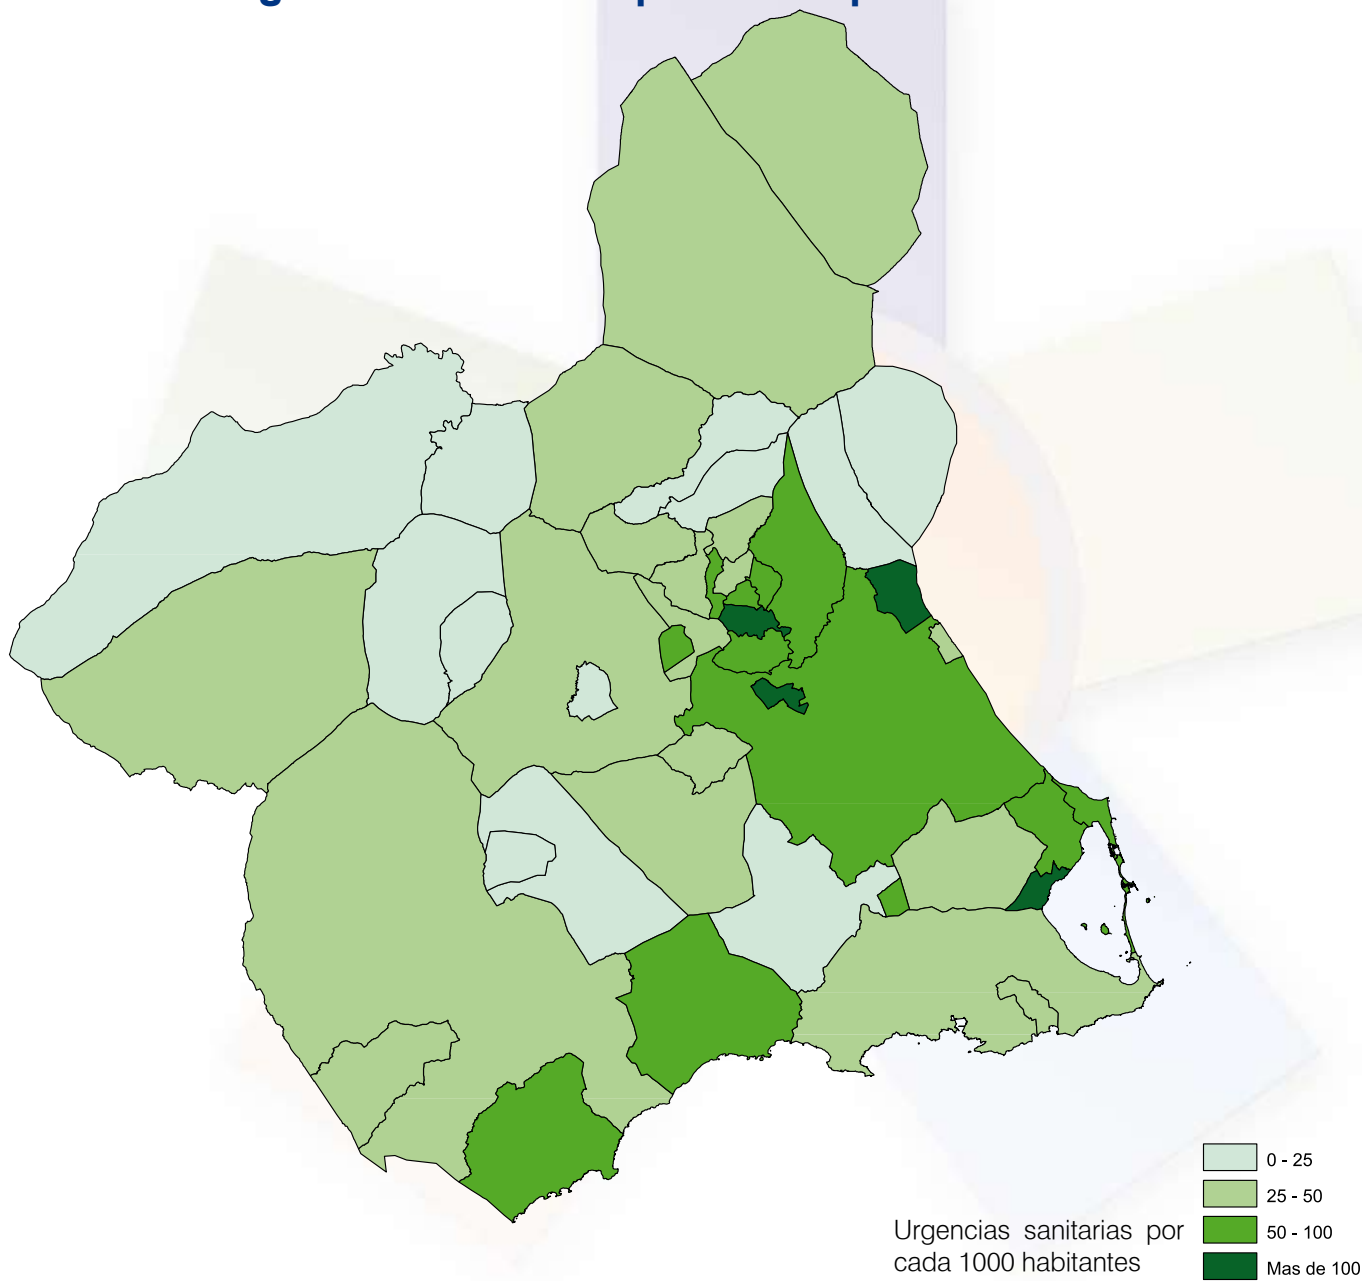 0 - 25
25 - 50
Urgencias sanitarias por
50 - 100
cada 1000 habitantes
Mas de 100